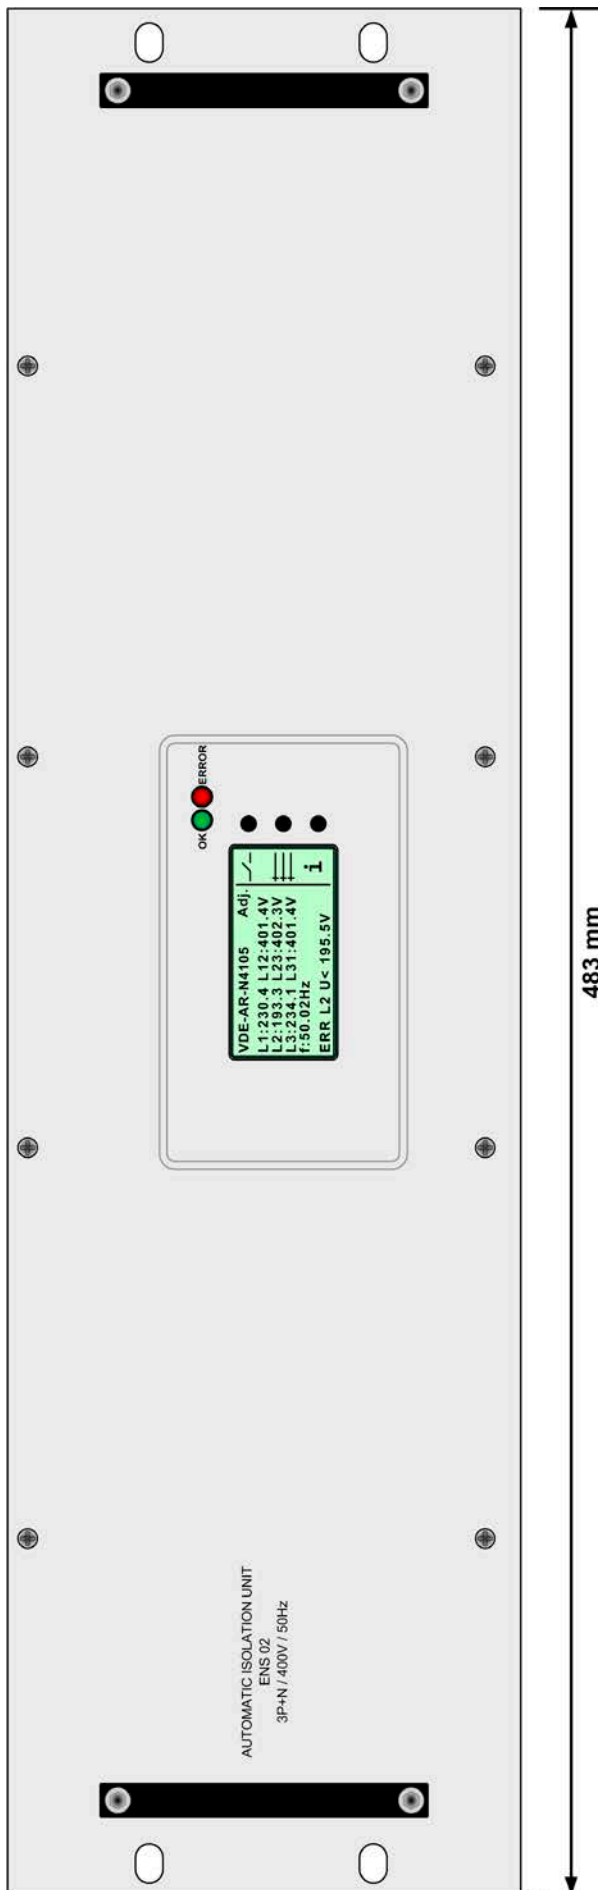 OK ERROR
VDE-AR-N4105 Adj.
L1:230.4 L12:401.4V
L2:193.3 L23:402.3V
L3:234.1 L31:401.4V
f:50.02Hz
ERR L2 U< 195.5V
i
AUTOMATIC ISOLATION UNIT
ENS 02
3P+N / 400V / 50Hz
483 mm